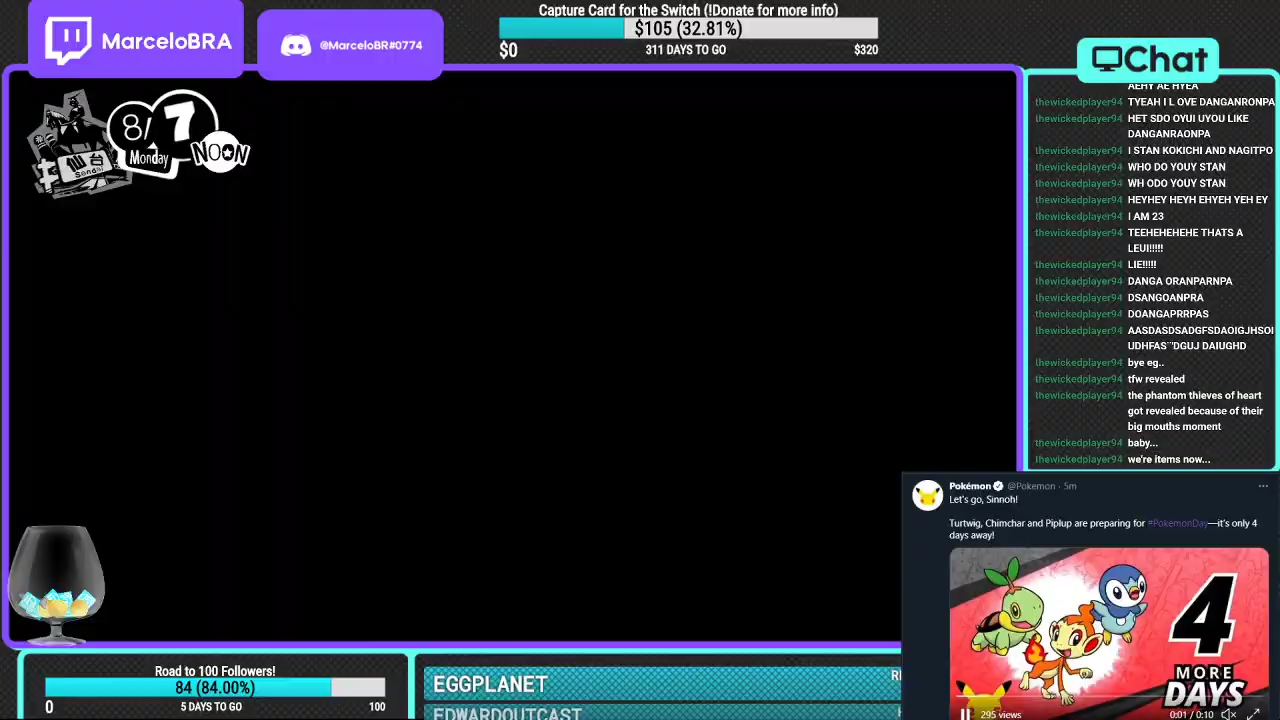 MarceloBRA
@MarceloBR#0774
Capture Card for the Switch (!Donate for more info)
$105 (32.81%)
$0
311 DAYS TO GO
$320
Chat
8/7
Monday
NOON
仙台
Sendai
AEHY AE HYEA
thewickedplayer94 TYEAH I L OVE DANGANRONPA
thewickedplayer94 HET SDO OYUI UYOU LIKE
DANGANRAONPA
thewickedplayer94 I STAN KOKICHI AND NAGITPO
thewickedplayer94 WHO DO YOUY STAN
thewickedplayer94 WH ODO YOUY STAN
thewickedplayer94 HEYHEY HEYH EHYEH YEH EY
thewickedplayer94 I AM 23
thewickedplayer94 TEEHEHEHEHE THATS A
LEUI!!!!!
thewickedplayer94 LIE!!!!!
thewickedplayer94 DANGA ORANPARNPA
thewickedplayer94 DSANGOANPRA
thewickedplayer94 DOANGAPRRPAS
thewickedplayer94 AASDASDSADGFSDAOIGJHSOI
UDHFAS¨¨DGUJ DAIUGHD
thewickedplayer94 bye eg..
thewickedplayer94 tfw revealed
thewickedplayer94 the phantom thieves of heart
got revealed because of their
big mouths moment
thewickedplayer94 baby...
thewickedplayer94 we're items now...
Pokémon @Pokemon · 5m
Let's go, Sinnoh!
Turtwig, Chimchar and Piplup are preparing for #PokemonDay—it's only 4
days away!
4
MORE
DAYS
295 views
0:01 / 0:10
Road to 100 Followers!
84 (84.00%)
0
5 DAYS TO GO
100
EGGPLANET
EDWARDOUTCAST